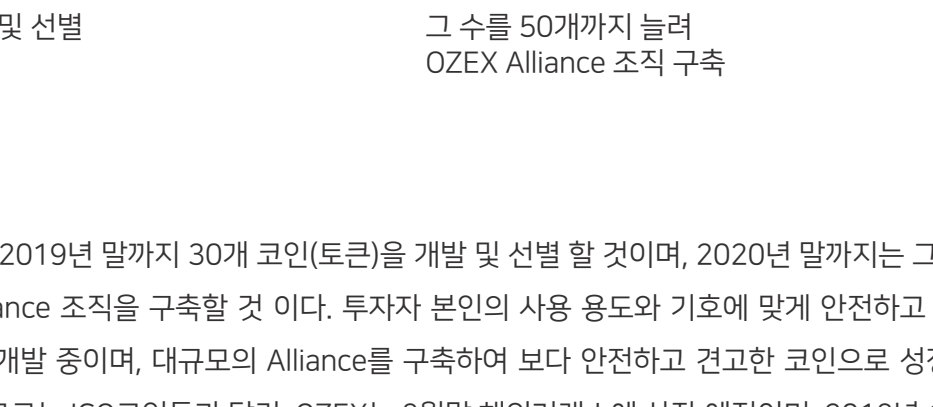 및 선별
그 수를 50개까지 늘려
OZEX Alliance 조직 구축
2019년 말까지 30개 코인(토큰)을 개발 및 선별 할 것이며, 2020년 말까지는 그
ance 조직을 구축할 것 이다. 투자자 본인의 사용 용도와 기호에 맞게 안전하고
개발 중이며, 대규모의 Alliance를 구축하여 보다 안전하고 견고한 코인으로